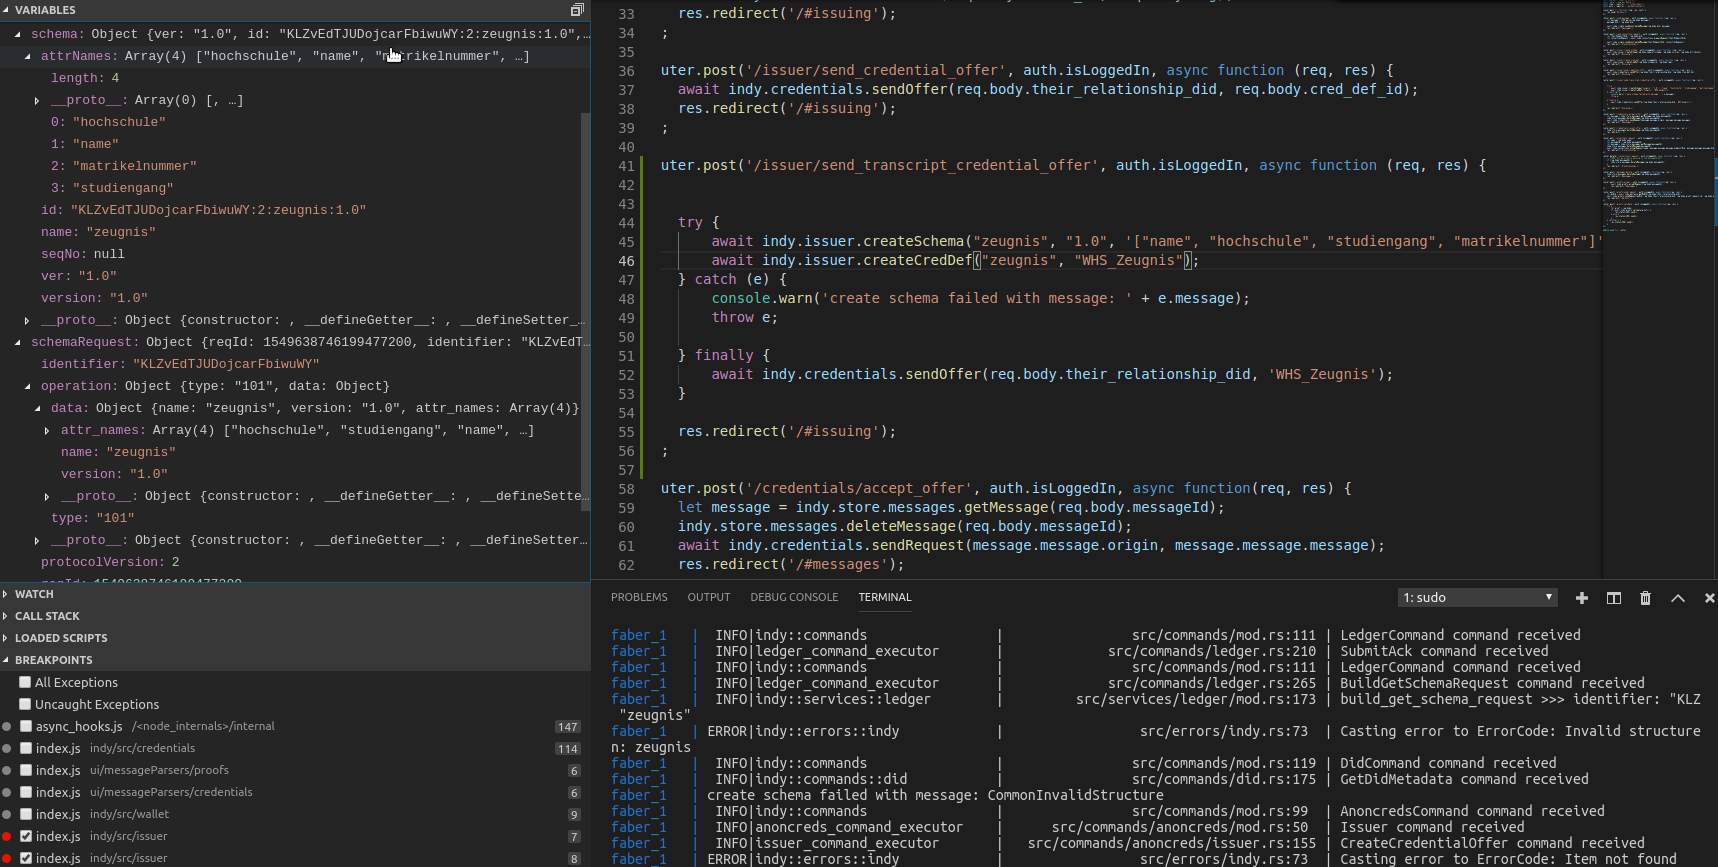 VARIABLES
schema: Object {ver: "1.0", id: "KLZvEdTJUDojcarFbiwuWY:2:zeugnis:1.0",…
attrNames: Array(4) ["hochschule", "name", "matrikelnummer", …]
length: 4
__proto__: Array(0) [, …]
0: "hochschule"
1: "name"
2: "matrikelnummer"
3: "studiengang"
id: "KLZvEdTJUDojcarFbiwuWY:2:zeugnis:1.0"
name: "zeugnis"
seqNo: null
ver: "1.0"
version: "1.0"
__proto__: Object {constructor: , __defineGetter__: , __defineSetter_…
schemaRequest: Object {reqId: 1549638746199477200, identifier: "KLZvEdT…
identifier: "KLZvEdTJUDojcarFbiwuWY"
operation: Object {type: "101", data: Object}
data: Object {name: "zeugnis", version: "1.0", attr_names: Array(4)}
attr_names: Array(4) ["hochschule", "studiengang", "name", …]
name: "zeugnis"
version: "1.0"
__proto__: Object {constructor: , __defineGetter__: , __defineSette…
type: "101"
__proto__: Object {constructor: , __defineGetter__: , __defineSetter…
protocolVersion: 2
reqId: 1549638746199477200
WATCH
CALL STACK
LOADED SCRIPTS
BREAKPOINTS
All Exceptions
Uncaught Exceptions
async_hooks.js /<node_internals>/internal 147
index.js indy/src/credentials 114
index.js ui/messageParsers/proofs 6
index.js ui/messageParsers/credentials 6
index.js indy/src/wallet 9
index.js indy/src/issuer 7
index.js indy/src/issuer 8
33 res.redirect('/#issuing');
34 ;
35
36 uter.post('/issuer/send_credential_offer', auth.isLoggedIn, async function (req, res) {
37 await indy.credentials.sendOffer(req.body.their_relationship_did, req.body.cred_def_id);
38 res.redirect('/#issuing');
39 ;
40
41 uter.post('/issuer/send_transcript_credential_offer', auth.isLoggedIn, async function (req, res) {
42
43
44 try {
45 await indy.issuer.createSchema("zeugnis", "1.0", '["name", "hochschule", "studiengang", "matrikelnummer"]'
46 await indy.issuer.createCredDef("zeugnis", "WHS_Zeugnis");
47 } catch (e) {
48 console.warn('create schema failed with message: ' + e.message);
49 throw e;
50
51 } finally {
52 await indy.credentials.sendOffer(req.body.their_relationship_did, 'WHS_Zeugnis');
53 }
54
55 res.redirect('/#issuing');
56 ;
57
58 uter.post('/credentials/accept_offer', auth.isLoggedIn, async function(req, res) {
59 let message = indy.store.messages.getMessage(req.body.messageId);
60 indy.store.messages.deleteMessage(req.body.messageId);
61 await indy.credentials.sendRequest(message.message.origin, message.message.message);
62 res.redirect('/#messages');
PROBLEMS OUTPUT DEBUG CONSOLE TERMINAL 1: sudo
faber_1 | INFO|indy::commands | src/commands/mod.rs:111 | LedgerCommand command received
faber_1 | INFO|ledger_command_executor | src/commands/ledger.rs:210 | SubmitAck command received
faber_1 | INFO|indy::commands | src/commands/mod.rs:111 | LedgerCommand command received
faber_1 | INFO|ledger_command_executor | src/commands/ledger.rs:265 | BuildGetSchemaRequest command received
faber_1 | INFO|indy::services::ledger | src/services/ledger/mod.rs:173 | build_get_schema_request >>> identifier: "KLZ
"zeugnis"
faber_1 | ERROR|indy::errors::indy | src/errors/indy.rs:73 | Casting error to ErrorCode: Invalid structure
n: zeugnis
faber_1 | INFO|indy::commands | src/commands/mod.rs:119 | DidCommand command received
faber_1 | INFO|indy::commands::did | src/commands/did.rs:175 | GetDidMetadata command received
faber_1 | create schema failed with message: CommonInvalidStructure
faber_1 | INFO|indy::commands | src/commands/mod.rs:99 | AnoncredsCommand command received
faber_1 | INFO|anoncreds_command_executor | src/commands/anoncreds/mod.rs:50 | Issuer command received
faber_1 | INFO|issuer_command_executor | src/commands/anoncreds/issuer.rs:155 | CreateCredentialOffer command received
faber_1 | ERROR|indy::errors::indy | src/errors/indy.rs:73 | Casting error to ErrorCode: Item not found